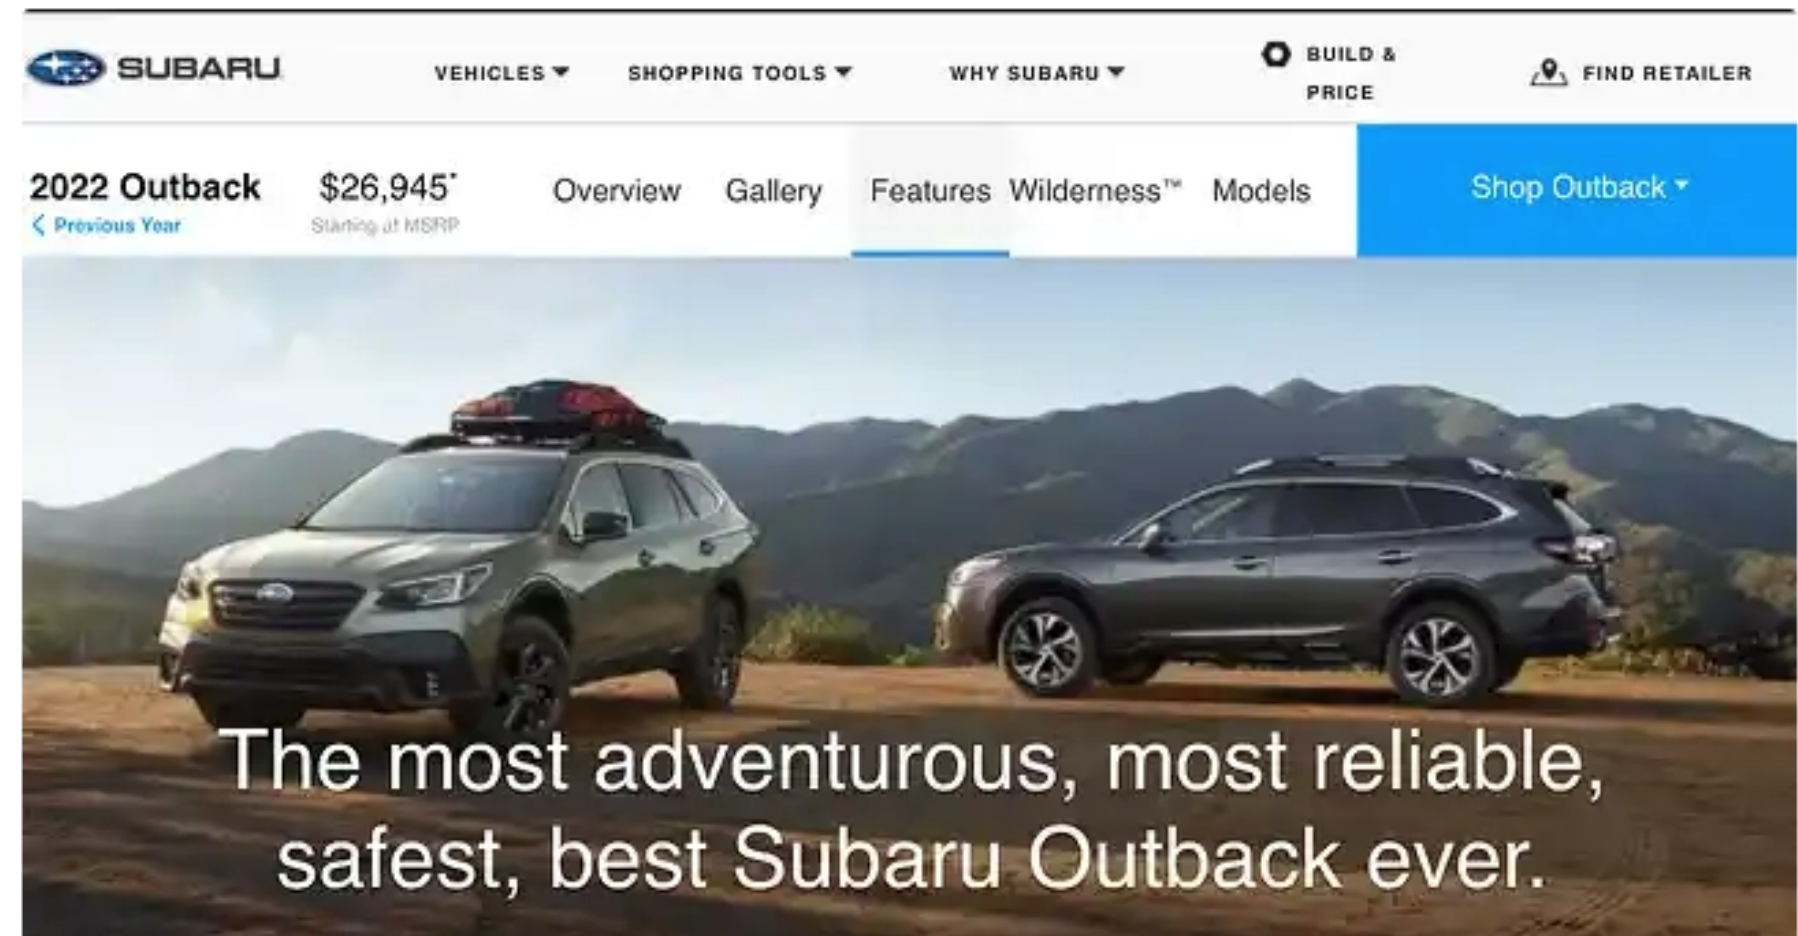 SUBARU
VEHICLES
SHOPPING TOOLS
WHY SUBARU
BUILD &
PRICE
FIND RETAILER
2022 Outback
$26,945*
Overview
Gallery
Features
Wilderness™
Models
Shop Outback
Previous Year
Starting at MSRP
The most adventurous, most reliable,
safest, best Subaru Outback ever.